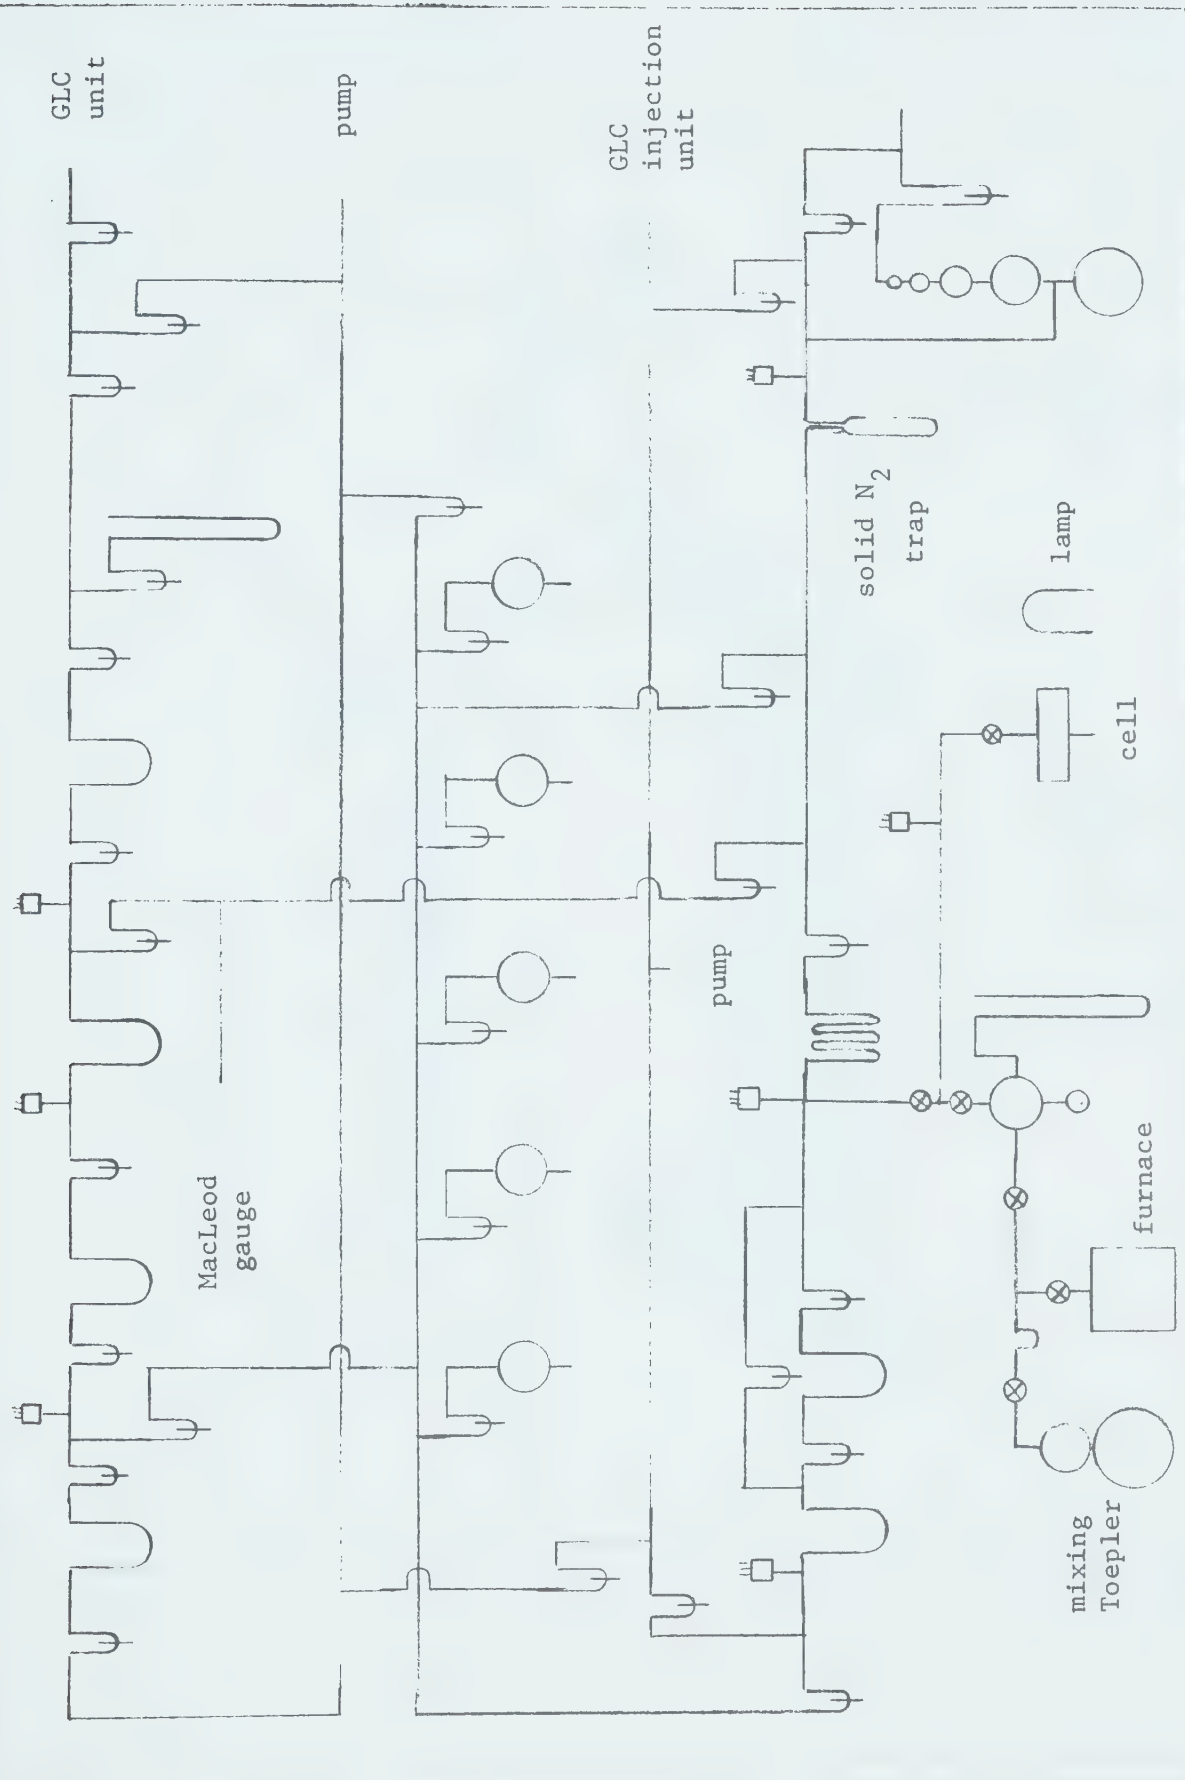 GLC
unit
pump
GLC
injection
unit
MacLeod
gauge
pump
solid N2
trap
lamp
cell
furnace
mixing
Toepler